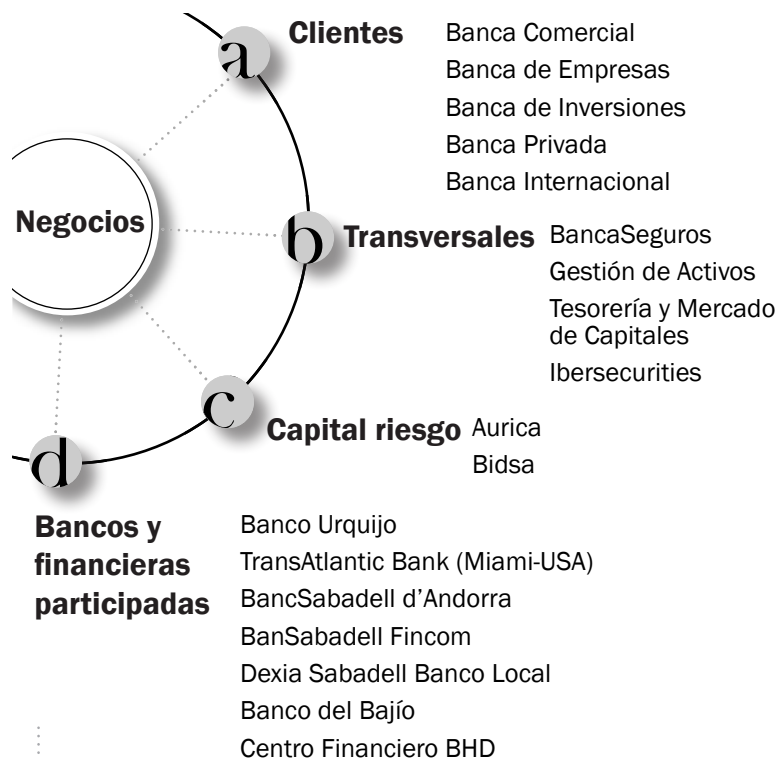 Negocios
a
Clientes
Banca Comercial
Banca de Empresas
Banca de Inversiones
Banca Privada
Banca Internacional
b
Transversales
BancaSeguros
Gestión de Activos
Tesorería y Mercado
de Capitales
Ibersecurities
c
Capital riesgo
Aurica
Bidsa
d
Bancos y
financieras
participadas
Banco Urquijo
TransAtlantic Bank (Miami-USA)
BancSabadell d’Andorra
BanSabadell Fincom
Dexia Sabadell Banco Local
Banco del Bajío
Centro Financiero BHD